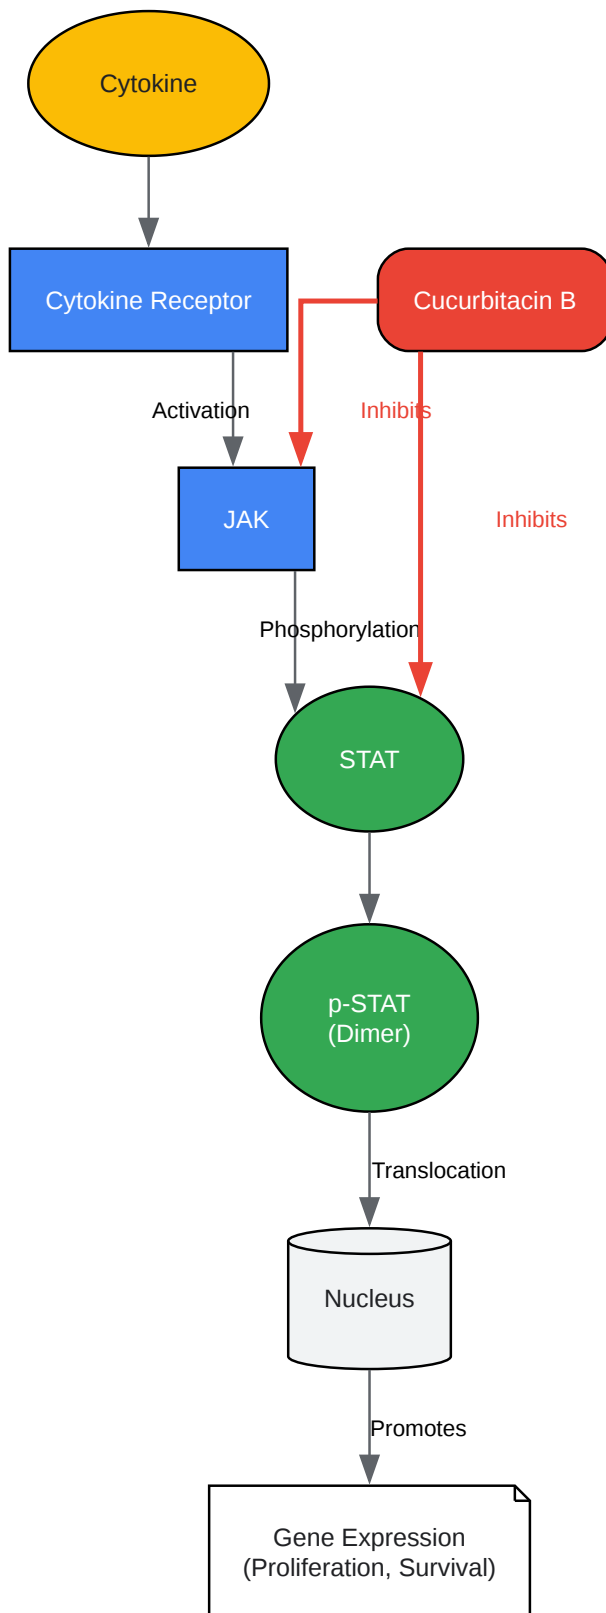 Cytokine
Cytokine Receptor
Cucurbitacin B
Activation
Inhibits
JAK
Inhibits
Phosphorylation
STAT
p-STAT
(Dimer)
Translocation
Nucleus
Promotes
Gene Expression
(Proliferation, Survival)